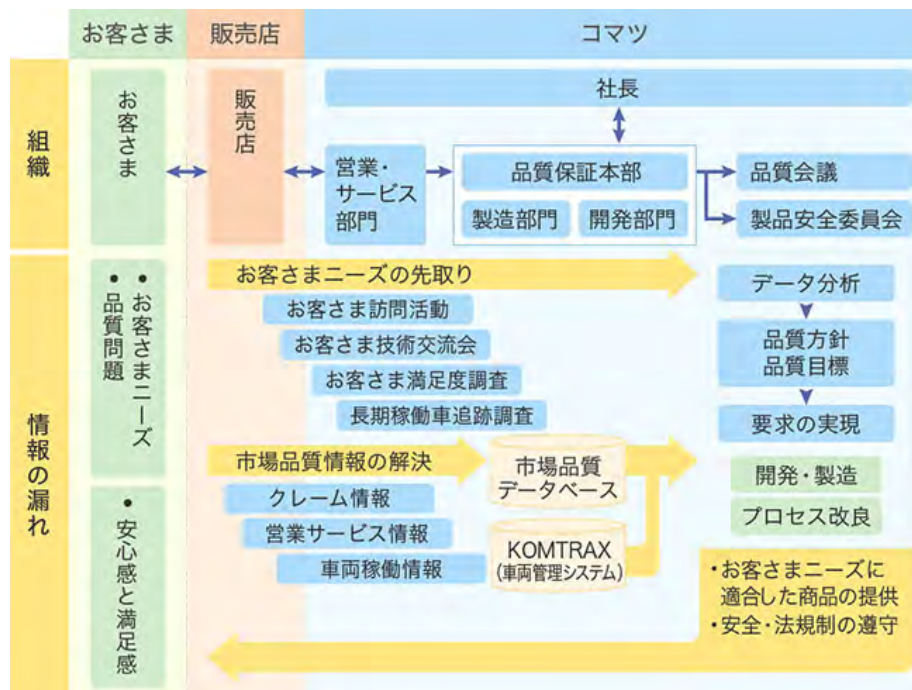 お客さま
販売店
コマツ
組織
お客さま
販売店
社長
営業・
サービス
部門
品質保証本部
製造部門
開発部門
品質会議
製品安全委員会
情報の漏れ
・お客さまニーズ
・品質問題
・安心感と満足感
お客さまニーズの先取り
お客さま訪問活動
お客さま技術交流会
お客さま満足度調査
長期稼働車追跡調査
市場品質情報の解決
クレーム情報
営業サービス情報
車両稼働情報
市場品質
データベース
KOMTRAX
(車両管理システム)
データ分析
品質方針
品質目標
要求の実現
開発・製造
プロセス改良
・お客さまニーズに
適合した商品の提供
・安全・法規制の遵守